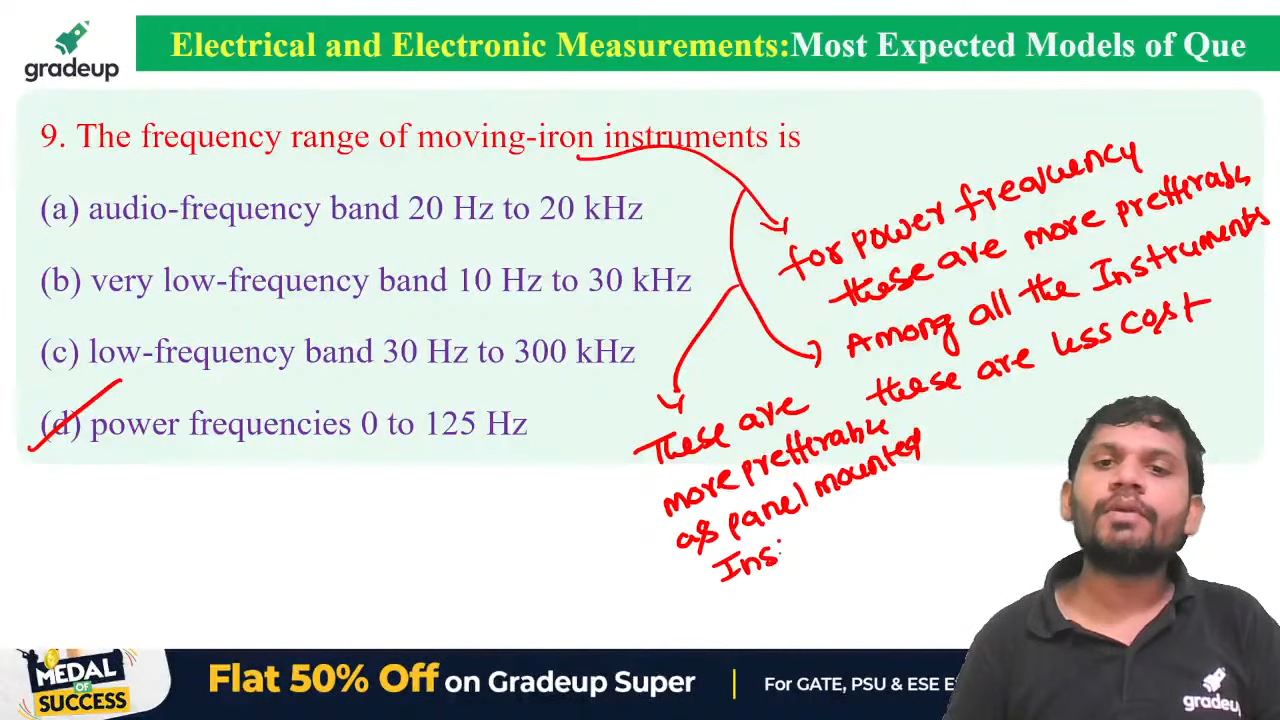 gradeup
Electrical and Electronic Measurements:Most Expected Models of Que
9. The frequency range of moving-iron instruments is
(a) audio-frequency band 20 Hz to 20 kHz
(b) very low-frequency band 10 Hz to 30 kHz
(c) low-frequency band 30 Hz to 300 kHz
(d) power frequencies 0 to 125 Hz
for power frequency
these are more pretterable
Among all the Instruments
these are less cost
These are
more pretterable
as panel mounted
Ins
MEDAL
OF
SUCCESS
Flat 50% Off on Gradeup Super
For GATE, PSU & ESE E
gradeup